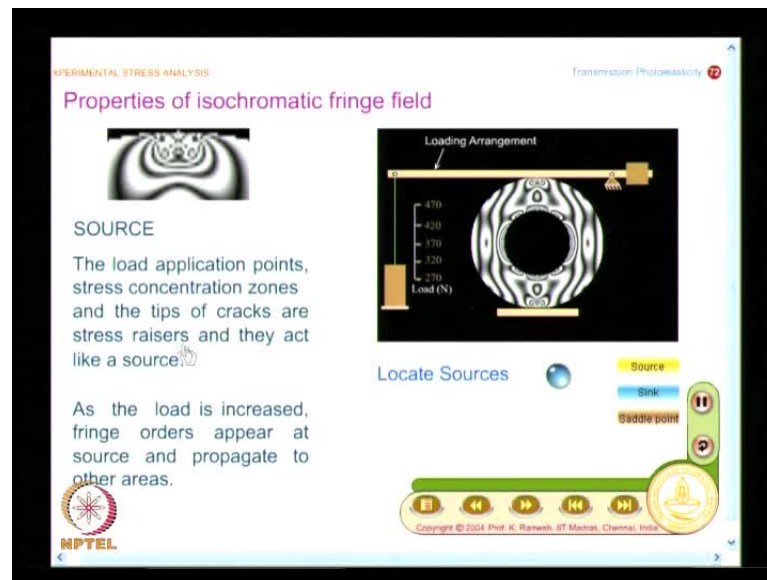 XPERIMENTAL STRESS ANALYSIS
Transmission Photoelasticity 72
Properties of isochromatic fringe field
SOURCE
The load application points,
stress concentration zones
and the tips of cracks are
stress raisers and they act
like a source.
As the load is increased,
fringe orders appear at
source and propagate to
other areas.
Loading Arrangement
470
420
370
320
270
Load (N)
Locate Sources
Source
Sink
Saddle point
Copyright © 2004 Prof. K. Ramesh, IIT Madras, Chennai, India
NPTEL